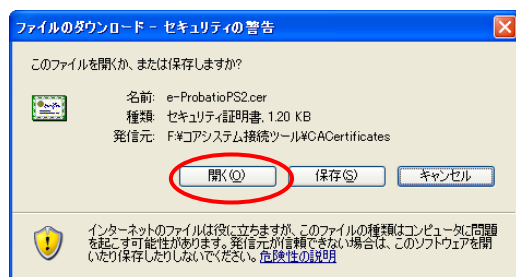 ファイルのダウンロード - セキュリティの警告
このファイルを開くか、または保存しますか?
名前: e-ProbatioPS2.cer
種類: セキュリティ証明書, 1.20 KB
発信元: F:¥コアシステム接続ツール¥CACertificates
開く(O) 保存(S) キャンセル
インターネットのファイルは役に立ちますが、このファイルの種類はコンピュータに問題
を起こす可能性があります。発信元が信頼できない場合は、このソフトウェアを開
いたり保存したりしないでください。危険性の説明